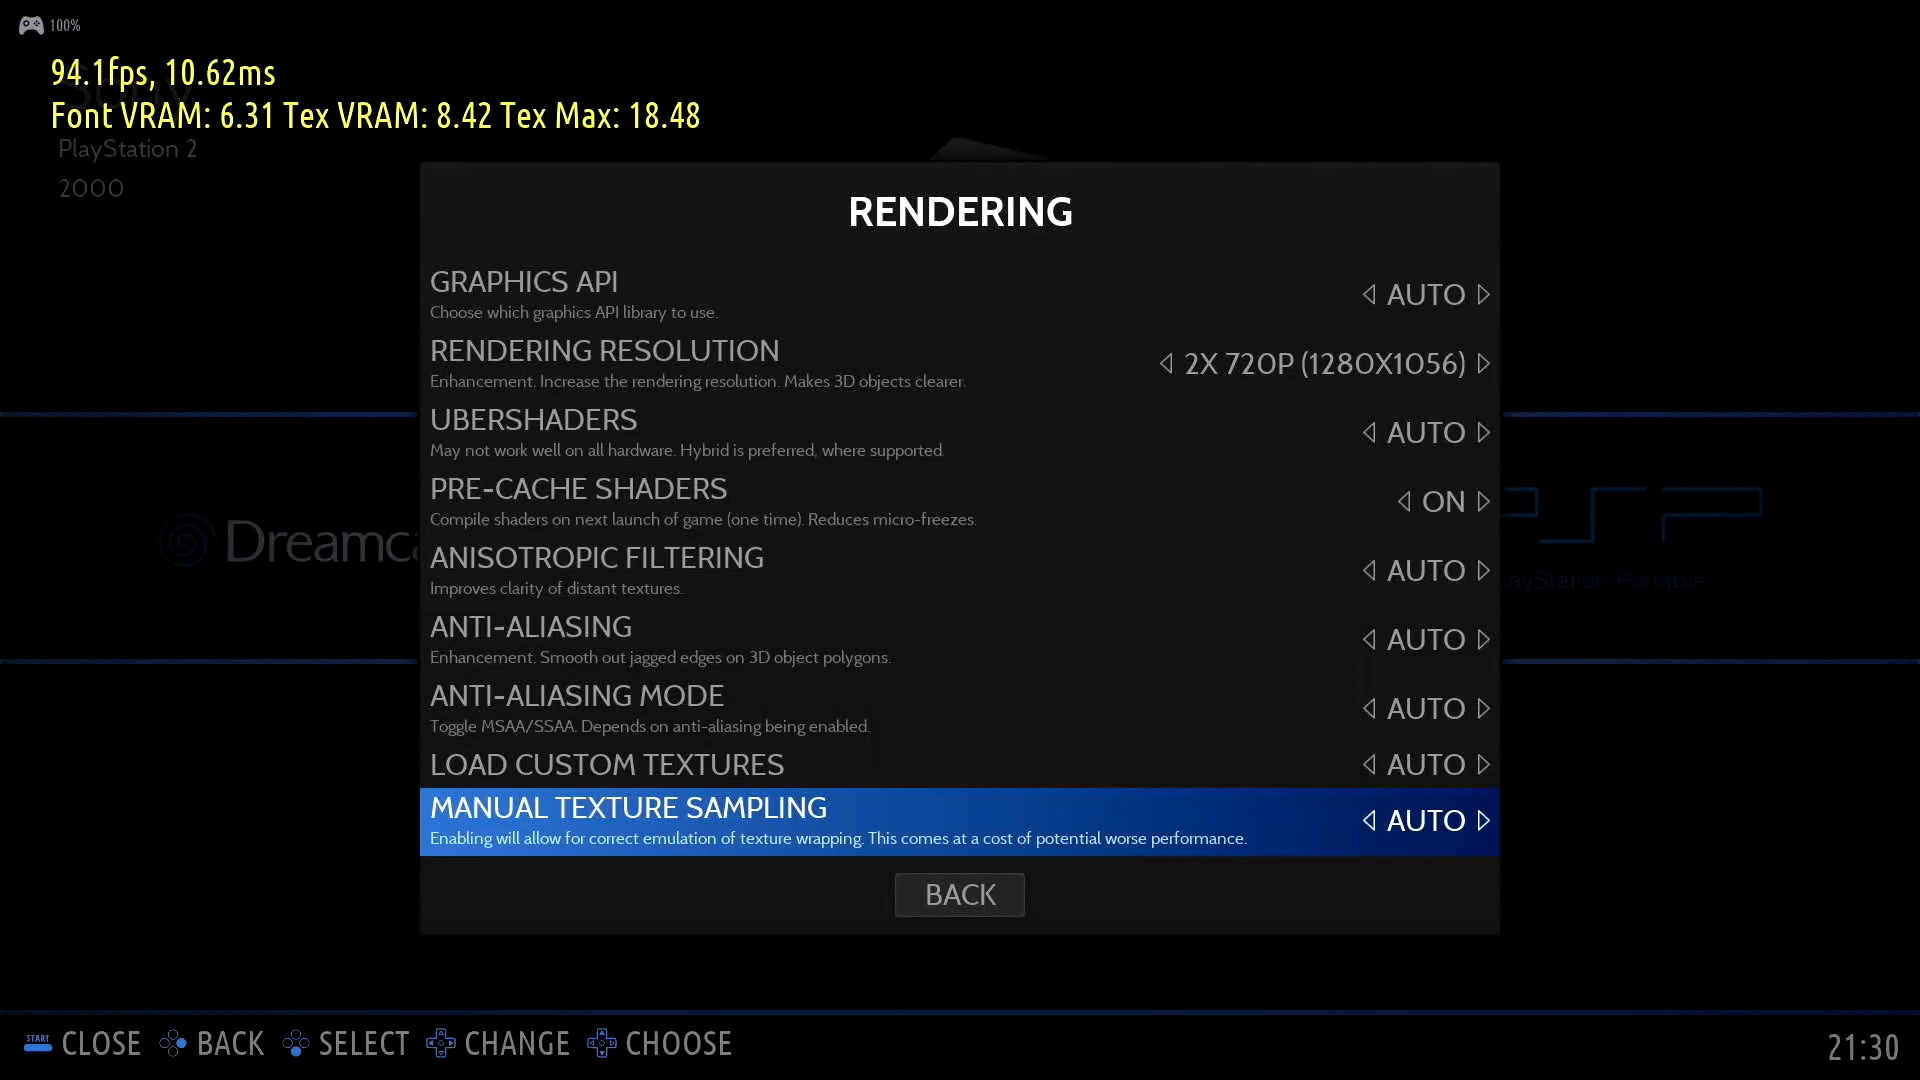 100%
94.1fps, 10.62ms
Font VRAM: 6.31 Tex VRAM: 8.42 Tex Max: 18.48
PlayStation 2
2000
RENDERING
GRAPHICS API
Choose which graphics API library to use.
AUTO
RENDERING RESOLUTION
Enhancement. Increase the rendering resolution. Makes 3D objects clearer.
2X 720P (1280X1056)
UBERSHADERS
May not work well on all hardware. Hybrid is preferred, where supported.
AUTO
PRE-CACHE SHADERS
Compile shaders on next launch of game (one time). Reduces micro-freezes.
ON
ANISOTROPIC FILTERING
Improves clarity of distant textures.
AUTO
ANTI-ALIASING
Enhancement. Smooth out jagged edges on 3D object polygons.
AUTO
ANTI-ALIASING MODE
Toggle MSAA/SSAA. Depends on anti-aliasing being enabled.
AUTO
LOAD CUSTOM TEXTURES
AUTO
MANUAL TEXTURE SAMPLING
Enabling will allow for correct emulation of texture wrapping. This comes at a cost of potential worse performance.
AUTO
BACK
Dreamca
PSP
ayStation Portable
START CLOSE BACK SELECT CHANGE CHOOSE
21:30